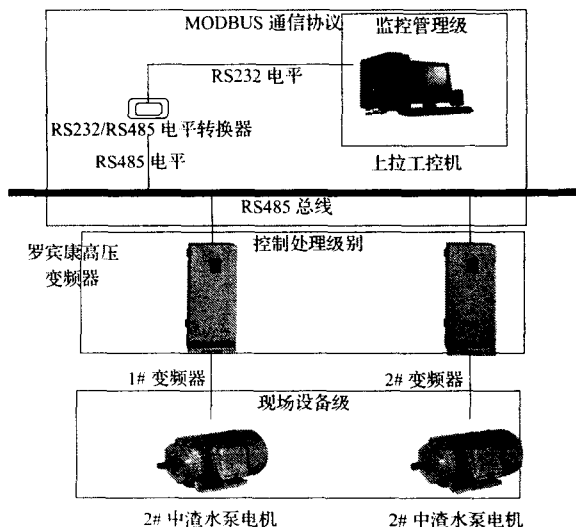 MODBUS 通信协议
监控管理级
RS232 电平
RS232/RS485 电平转换器
RS485 电平
上拉工控机
RS485 总线
罗宾康高压
变频器
控制处理级别
1# 变频器
2# 变频器
现场设备级
2# 中渣水泵电机
2# 中渣水泵电机